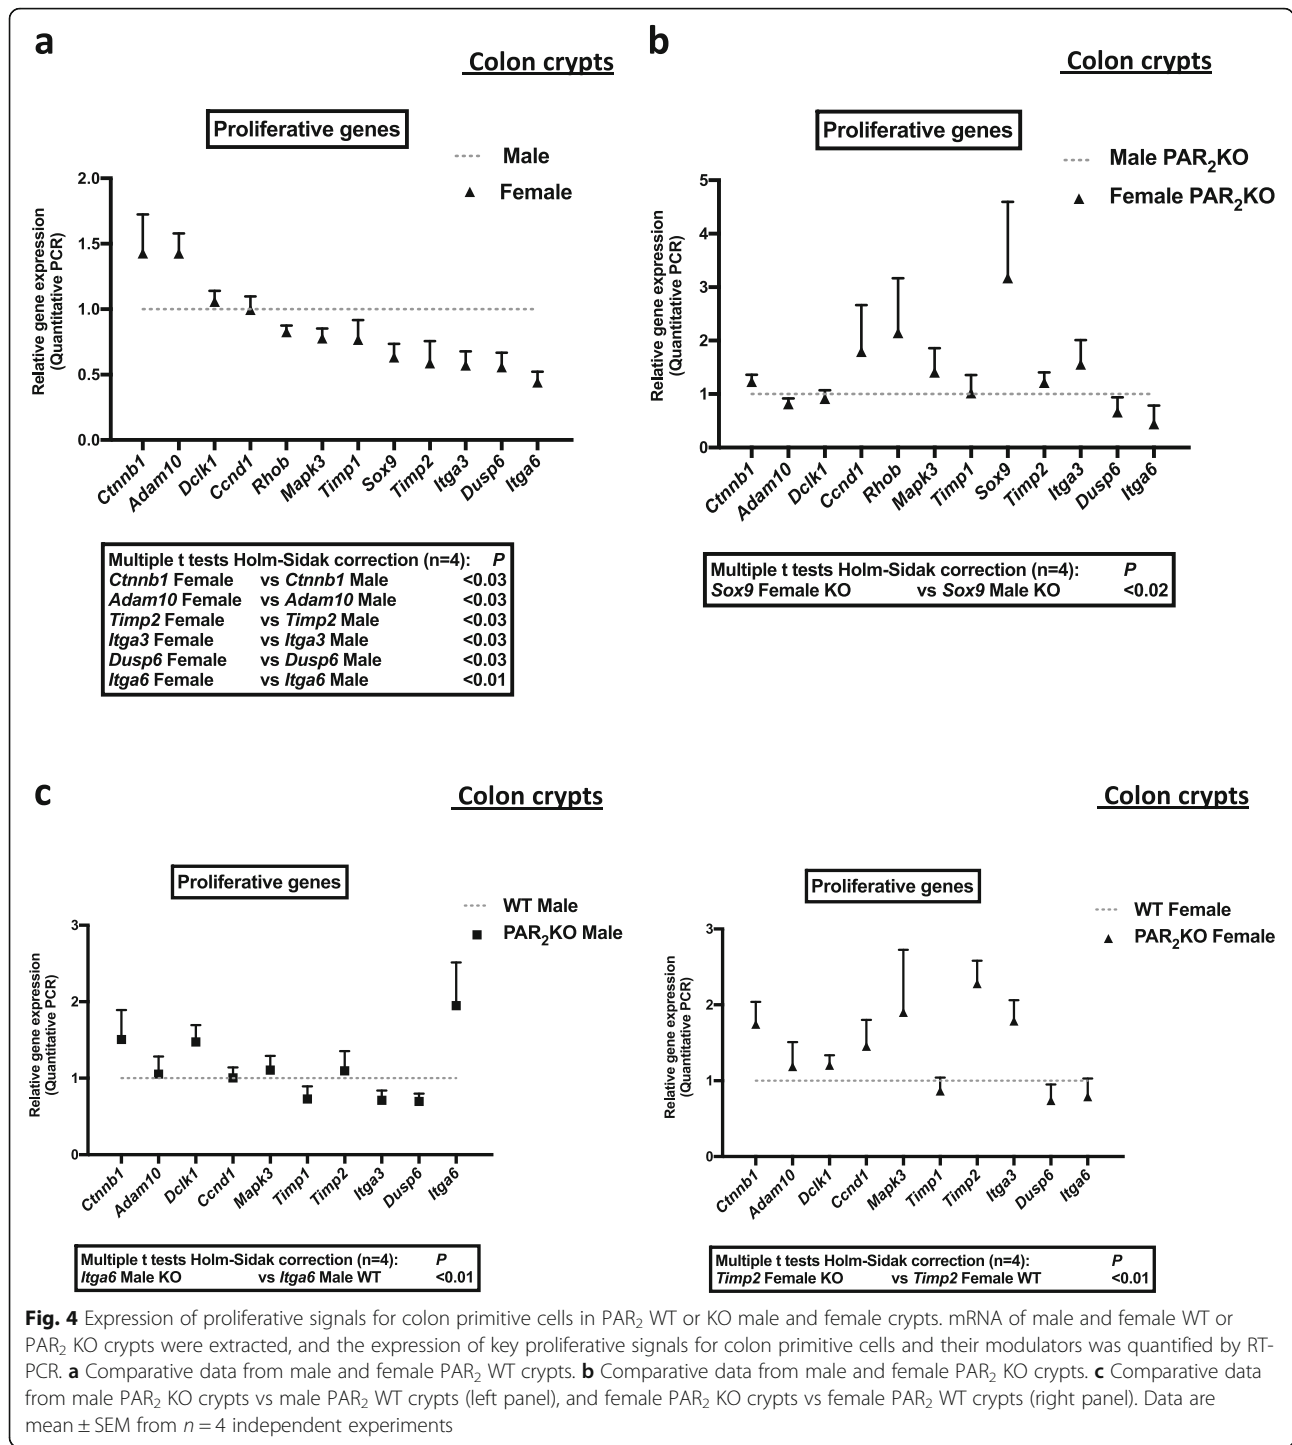 a
Colon crypts
Proliferative genes
Male
Female
Relative gene expression
(Quantitative PCR)
2.0
1.5
1.0
0.5
0.0
Ctnnb1
Adam10
Dclk1
Ccnd1
Rhob
Mapk3
Timp1
Sox9
Timp2
Itga3
Dusp6
Itga6
Multiple t tests Holm-Sidak correction (n=4): P
Ctnnb1 Female vs Ctnnb1 Male <0.03
Adam10 Female vs Adam10 Male <0.03
Timp2 Female vs Timp2 Male <0.03
Itga3 Female vs Itga3 Male <0.03
Dusp6 Female vs Dusp6 Male <0.03
Itga6 Female vs Itga6 Male <0.01
b
Colon crypts
Proliferative genes
Male PAR2KO
Female PAR2KO
Relative gene expression
(Quantitative PCR)
5
4
3
2
1
0
Ctnnb1
Adam10
Dclk1
Ccnd1
Rhob
Mapk3
Timp1
Sox9
Timp2
Itga3
Dusp6
Itga6
Multiple t tests Holm-Sidak correction (n=4): P
Sox9 Female KO vs Sox9 Male KO <0.02
c
Colon crypts
Proliferative genes
WT Male
PAR2KO Male
Relative gene expression
(Quantitative PCR)
3
2
1
0
Ctnnb1
Adam10
Dclk1
Ccnd1
Mapk3
Timp1
Timp2
Itga3
Dusp6
Itga6
Multiple t tests Holm-Sidak correction (n=4): P
Itga6 Male KO vs Itga6 Male WT <0.01
Colon crypts
Proliferative genes
WT Female
PAR2KO Female
Relative gene expression
(Quantitative PCR)
3
2
1
0
Ctnnb1
Adam10
Dclk1
Ccnd1
Mapk3
Timp1
Timp2
Itga3
Dusp6
Itga6
Multiple t tests Holm-Sidak correction (n=4): P
Timp2 Female KO vs Timp2 Female WT <0.01
Fig. 4 Expression of proliferative signals for colon primitive cells in PAR2 WT or KO male and female crypts. mRNA of male and female WT or
PAR2 KO crypts were extracted, and the expression of key proliferative signals for colon primitive cells and their modulators was quantified by RT-
PCR. a Comparative data from male and female PAR2 WT crypts. b Comparative data from male and female PAR2 KO crypts. c Comparative data
from male PAR2 KO crypts vs male PAR2 WT crypts (left panel), and female PAR2 KO crypts vs female PAR2 WT crypts (right panel). Data are
mean ± SEM from n = 4 independent experiments